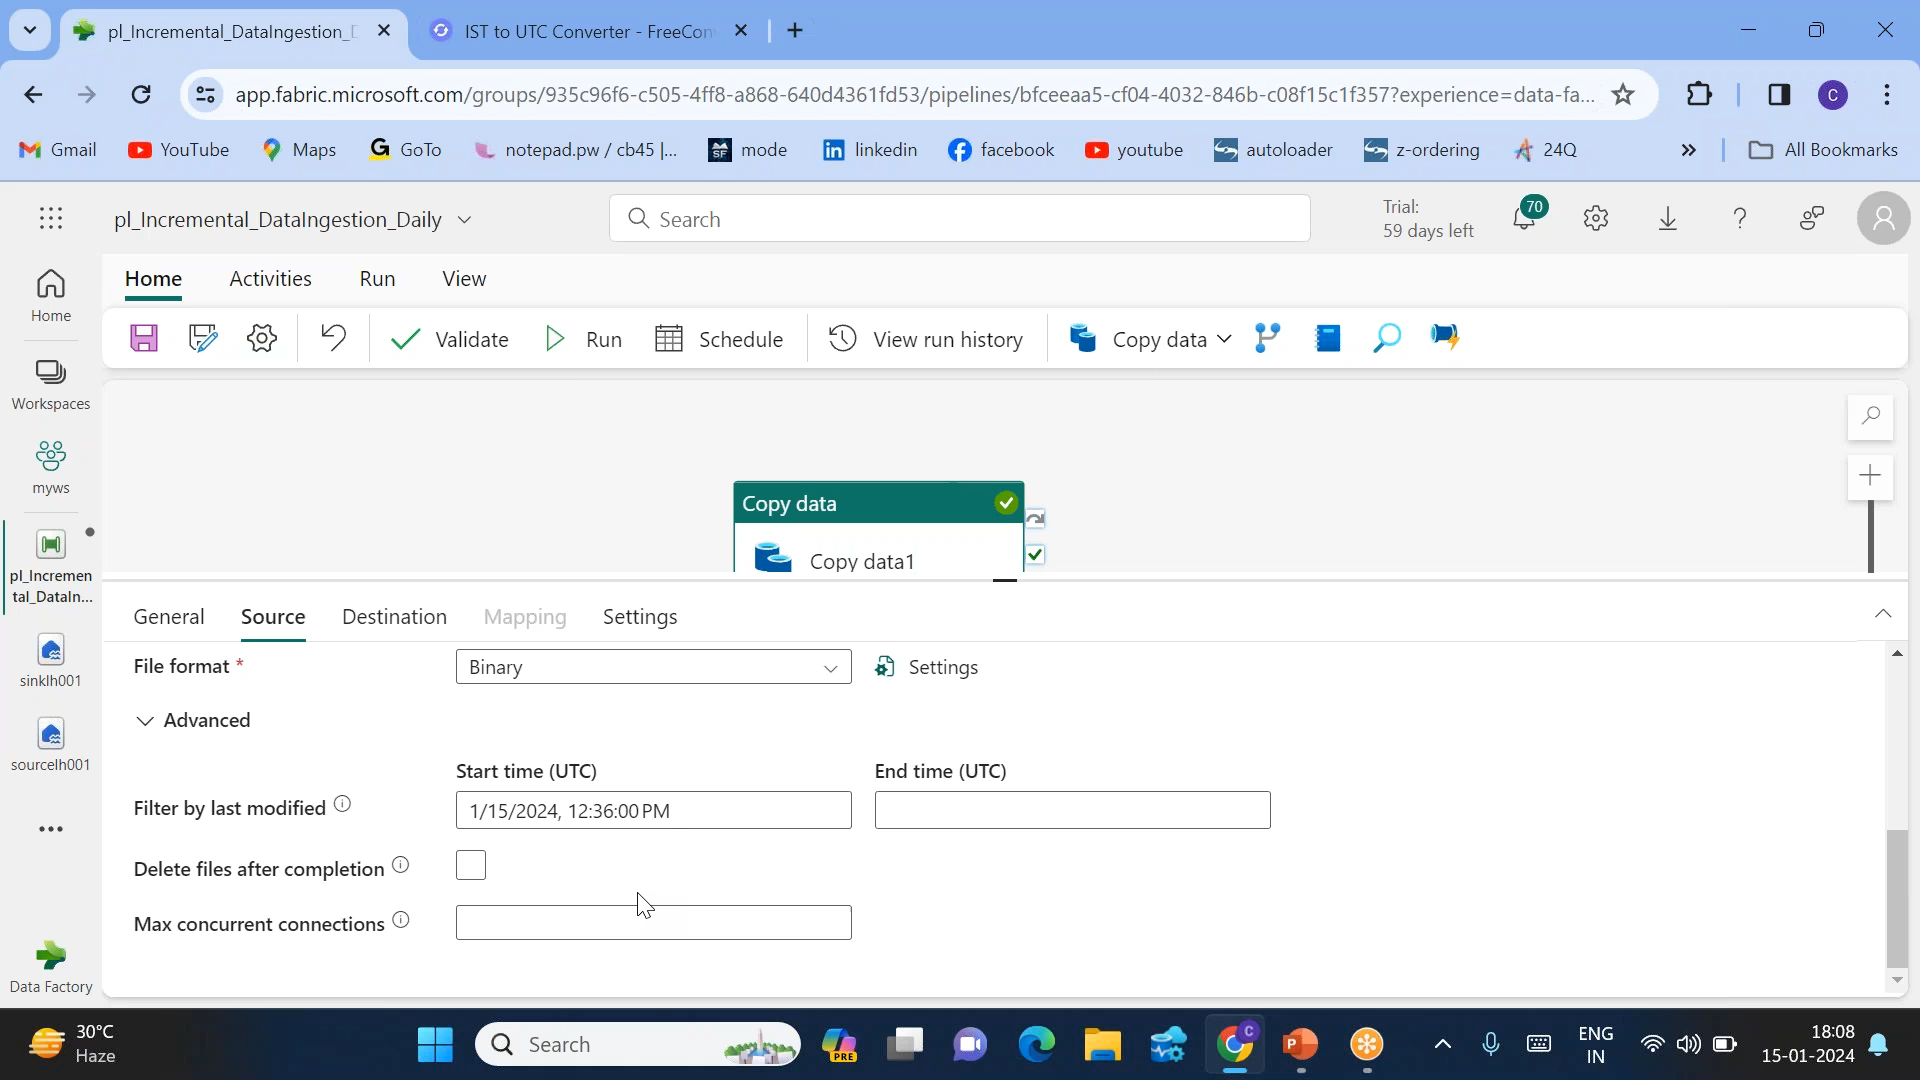 pl_Incremental_DataIngestion_D
IST to UTC Converter - FreeCon
app.fabric.microsoft.com/groups/935c96f6-c505-4ff8-a868-640d4361fd53/pipelines/bfceeaa5-cf04-4032-846b-c08f15c1f357?experience=data-fa...
C
Gmail
YouTube
Maps
GoTo
notepad.pw / cb45 |...
mode
linkedin
facebook
youtube
autoloader
z-ordering
24Q
All Bookmarks
pl_Incremental_DataIngestion_Daily
Search
Trial:
59 days left
70
Home
Activities
Run
View
Validate
Run
Schedule
View run history
Copy data
Home
Workspaces
myws
pl_Incremen
tal_DataIn...
sinklh001
sourcelh001
Data Factory
Copy data
Copy data1
General
Source
Destination
Mapping
Settings
File format *
Binary
Settings
Advanced
Start time (UTC)
End time (UTC)
Filter by last modified
1/15/2024, 12:36:00 PM
Delete files after completion
Max concurrent connections
30°C
Haze
Search
PRE
C
P
ENG
IN
18:08
15-01-2024